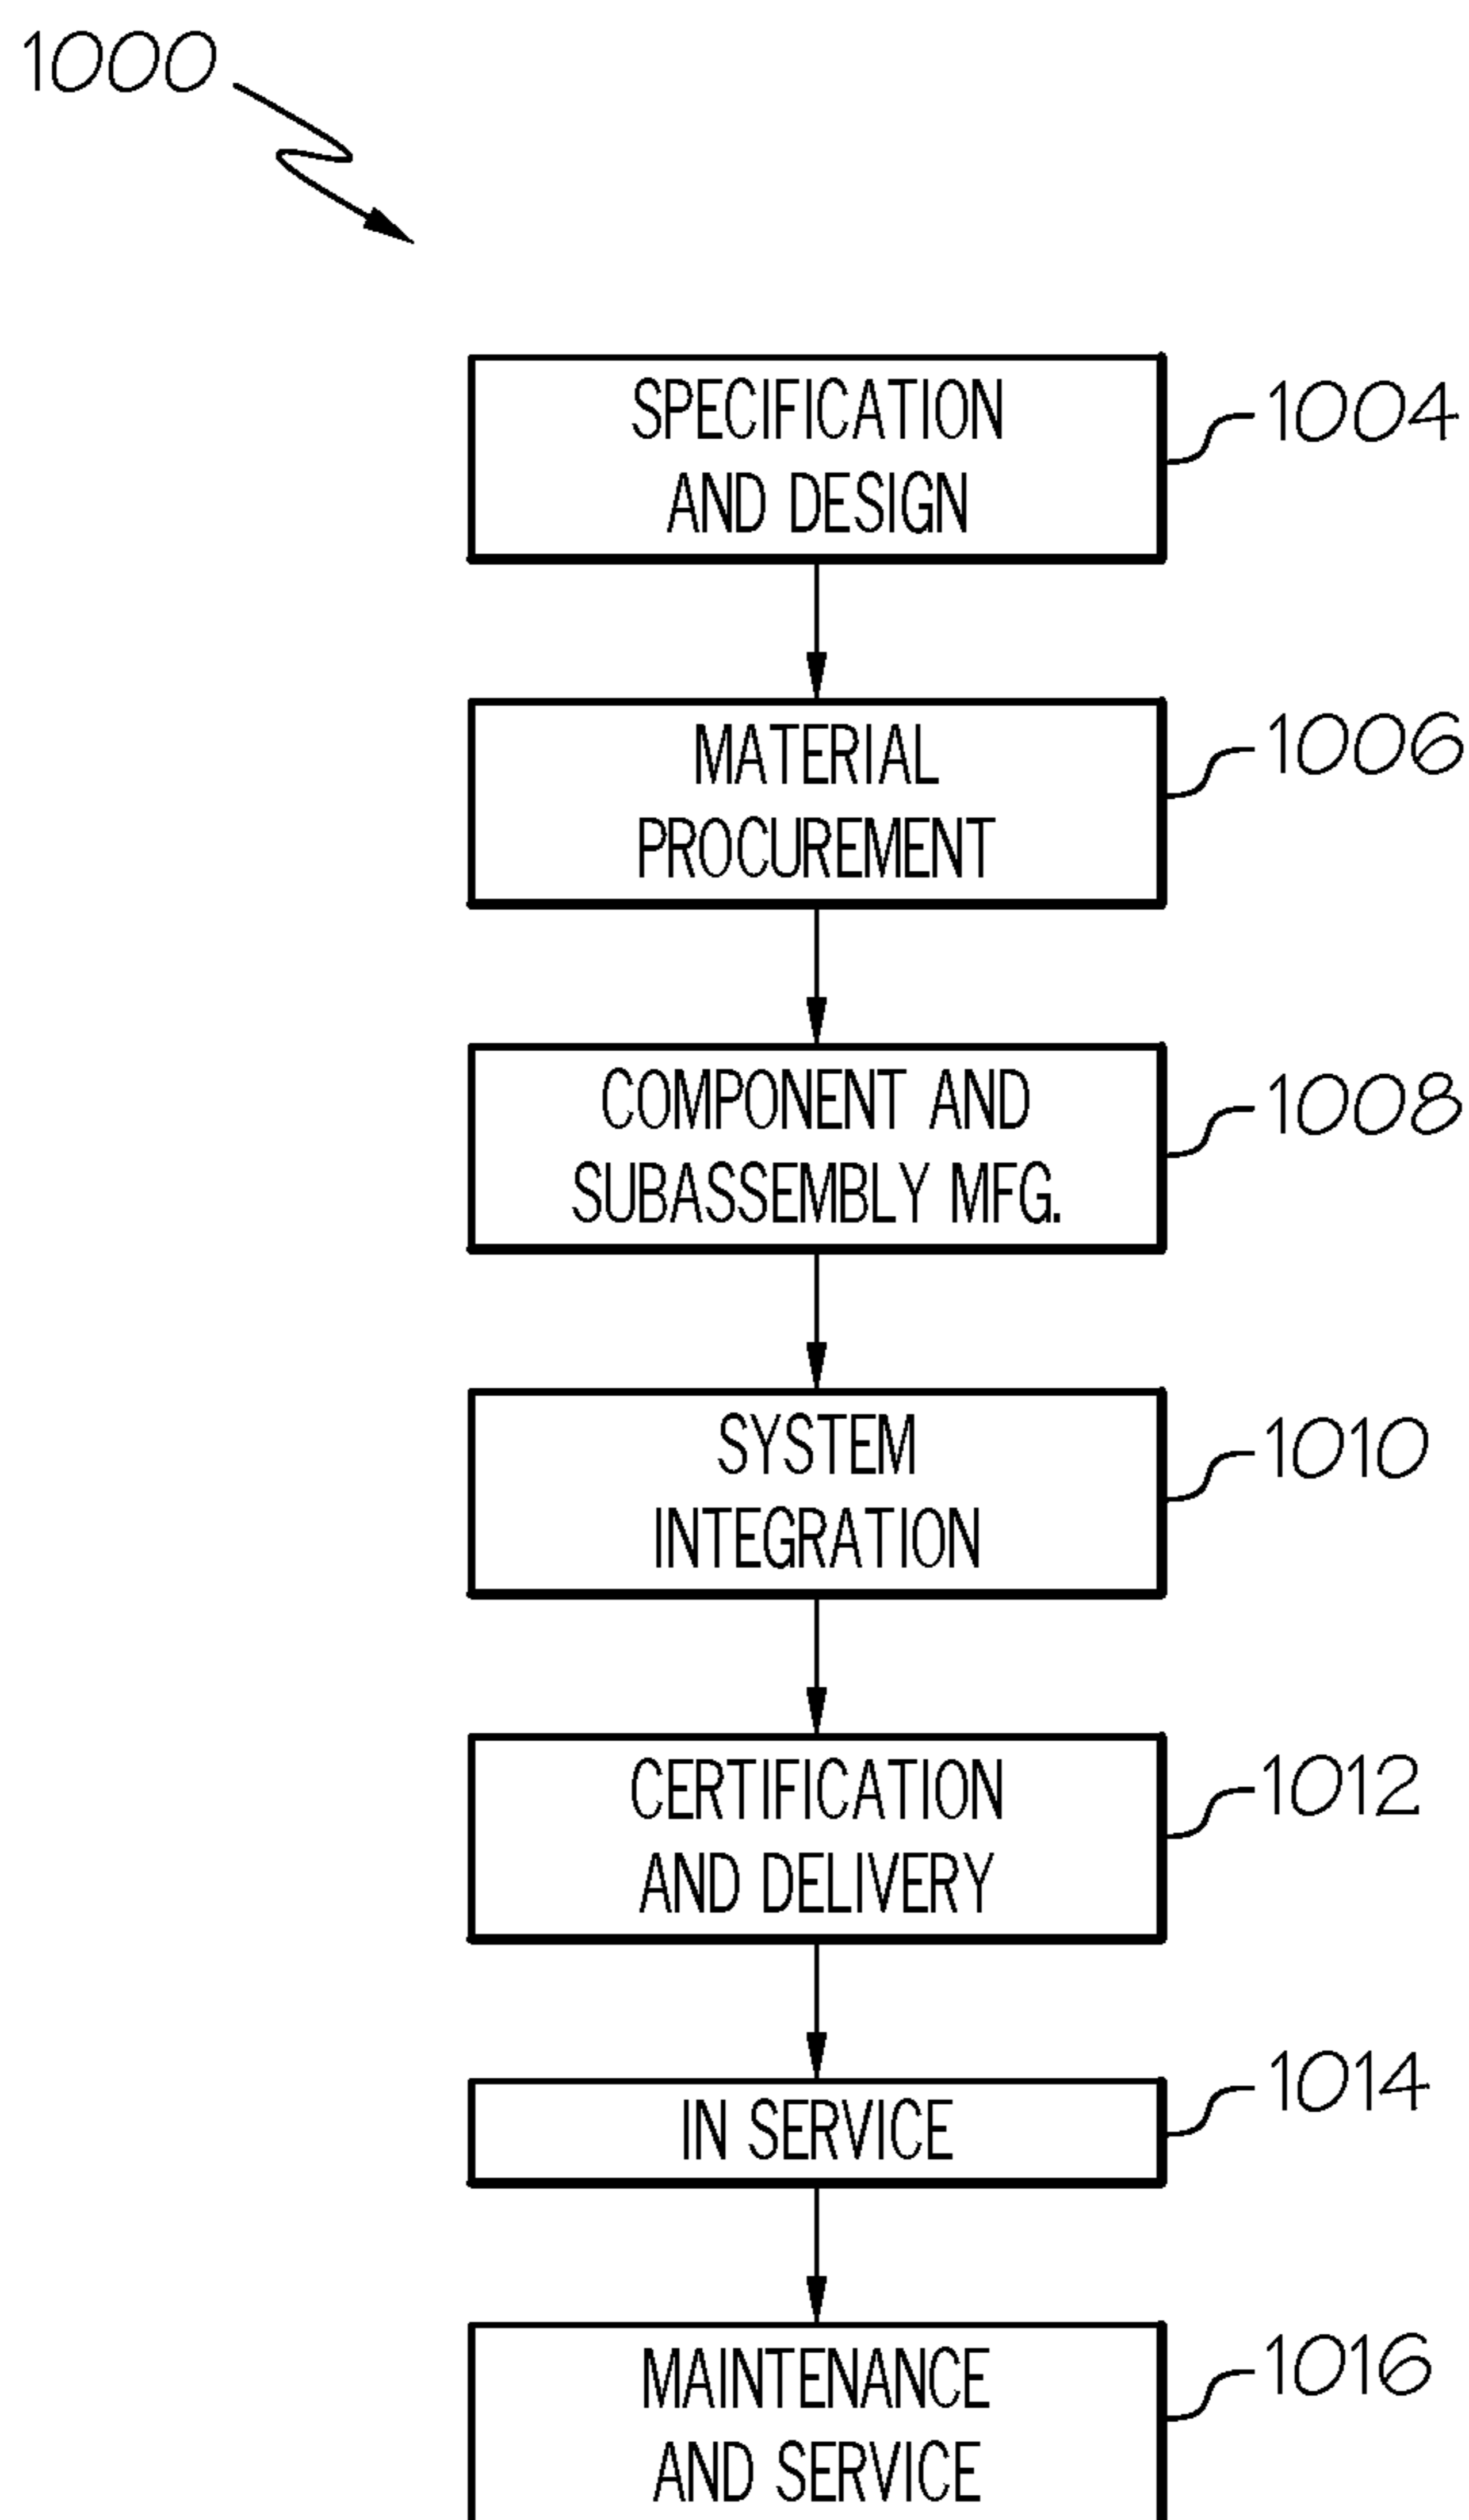 1000
SPECIFICATION
AND DESIGN
1004
MATERIAL
PROCUREMENT
1006
COMPONENT AND
SUBASSEMBLY MFG.
1008
SYSTEM
INTEGRATION
1010
CERTIFICATION
AND DELIVERY
1012
IN SERVICE
1014
MAINTENANCE
AND SERVICE
1016